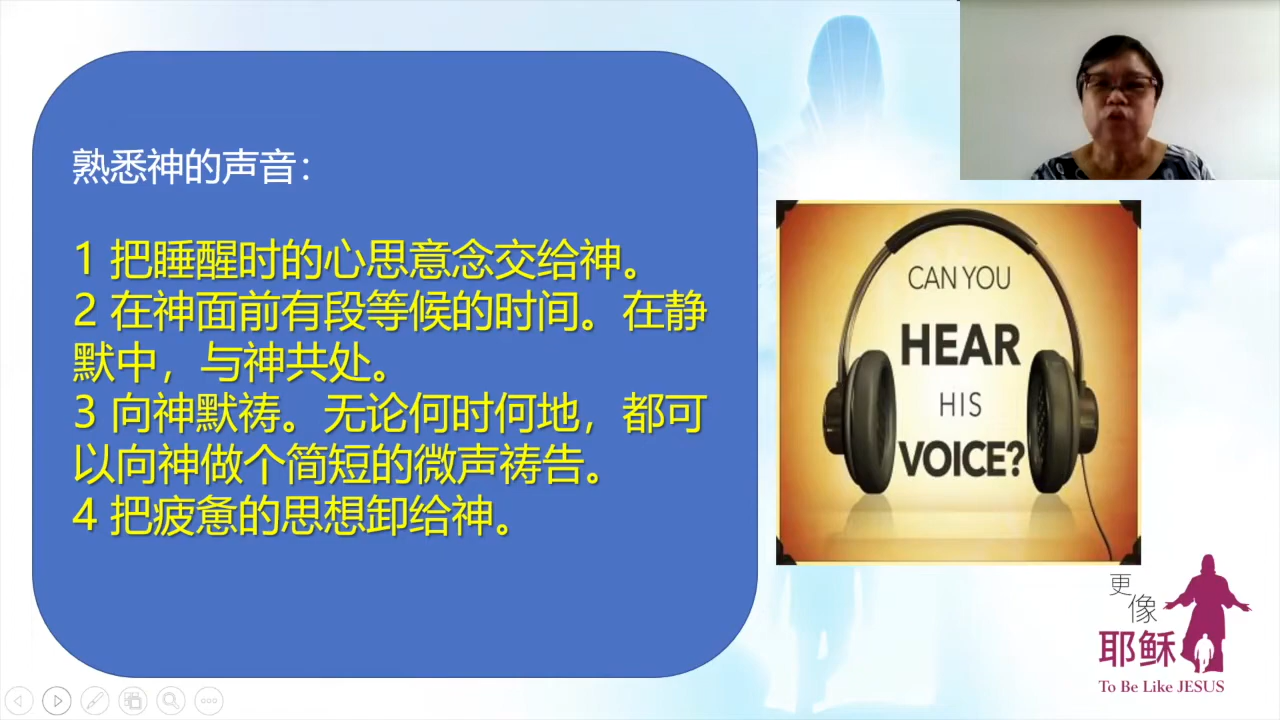 熟悉神的声音：
1 把睡醒时的心思意念交给神。
2 在神面前有段等候的时间。在静
默中，与神共处。
3 向神默祷。无论何时何地，都可
以向神做个简短的微声祷告。
4 把疲惫的思想卸给神。
CAN YOU
HEAR
HIS
VOICE?
更
像
耶稣
To Be Like JESUS